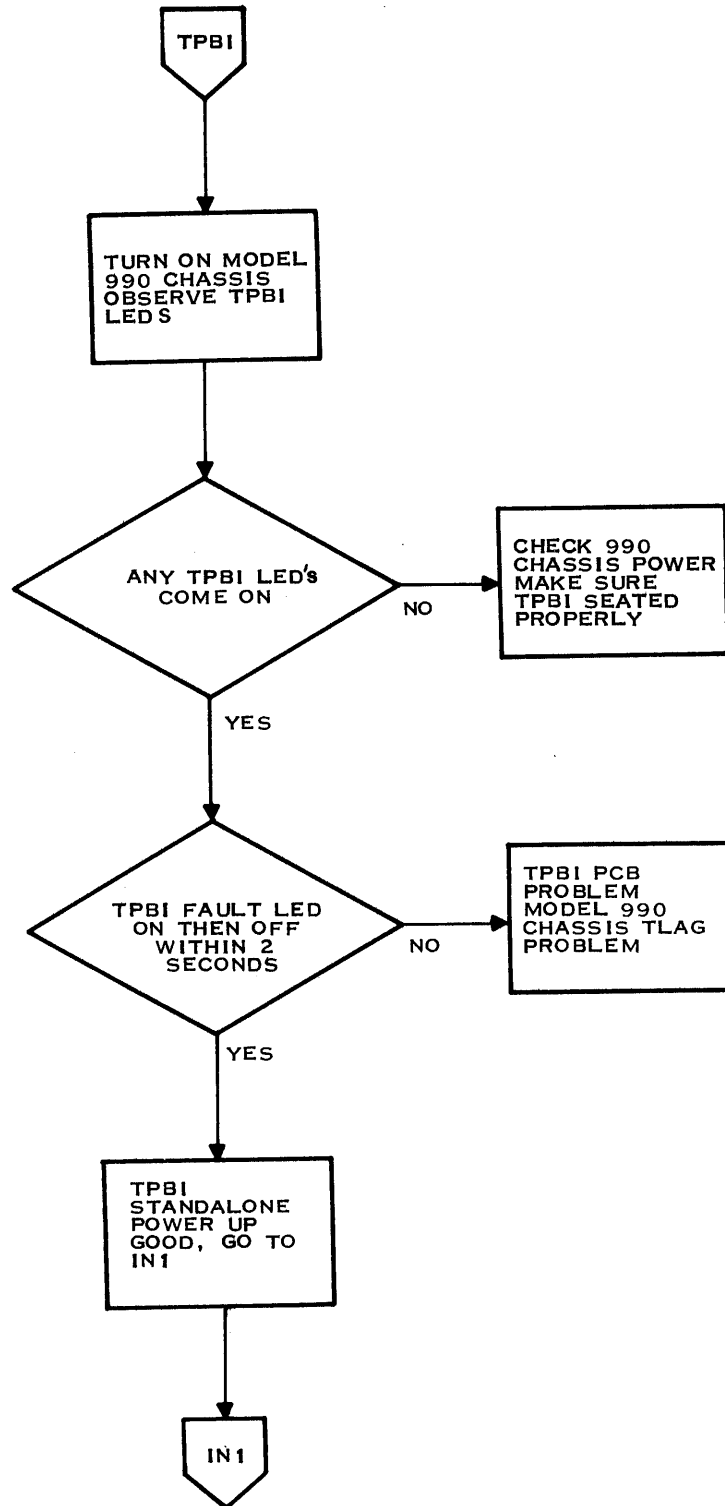 TPBI
TURN ON MODEL
990 CHASSIS
OBSERVE TPBI
LEDS
ANY TPBI LED's
COME ON
NO
CHECK 990
CHASSIS POWER
MAKE SURE
TPBI SEATED
PROPERLY
YES
TPBI FAULT LED
ON THEN OFF
WITHIN 2
SECONDS
NO
TPBI PCB
PROBLEM
MODEL 990
CHASSIS TLAG
PROBLEM
YES
TPBI
STANDALONE
POWER UP
GOOD, GO TO
IN1
IN1